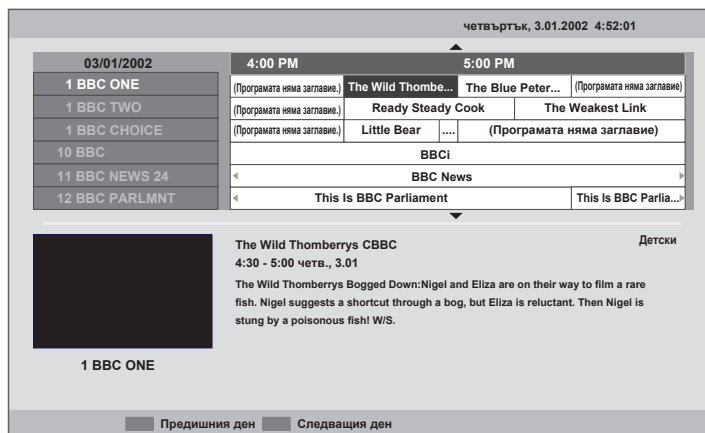 четвъртък, 3.01.2002 4:52:01
03/01/2002 4:00 PM 5:00 PM
1 BBC ONE (Програмата няма заглавие.) The Wild Thombe... The Blue Peter... (Програмата няма заглавие)
1 BBC TWO (Програмата няма заглавие.) Ready Steady Cook The Weakest Link
1 BBC CHOICE (Програмата няма заглавие.) Little Bear .... (Програмата няма заглавие)
10 BBC BBCi
11 BBC NEWS 24 BBC News
12 BBC PARLMNT This Is BBC Parliament This Is BBC Parlia...
The Wild Thomberrys CBBC Детски
4:30 - 5:00 четв., 3.01
The Wild Thomberrys Bogged Down:Nigel and Eliza are on their way to film a rare
fish. Nigel suggests a shortcut through a bog, but Eliza is reluctant. Then Nigel is
stung by a poisonous fish! W/S.
1 BBC ONE
Предишния ден Следващия ден